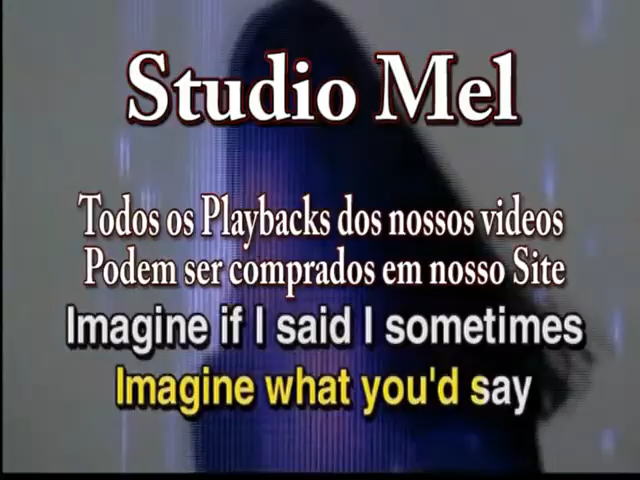 Studio Mel
Todos os Playbacks dos nossos videos
Podem ser comprados em nosso Site
Imagine if I said I sometimes
Imagine what you'd say